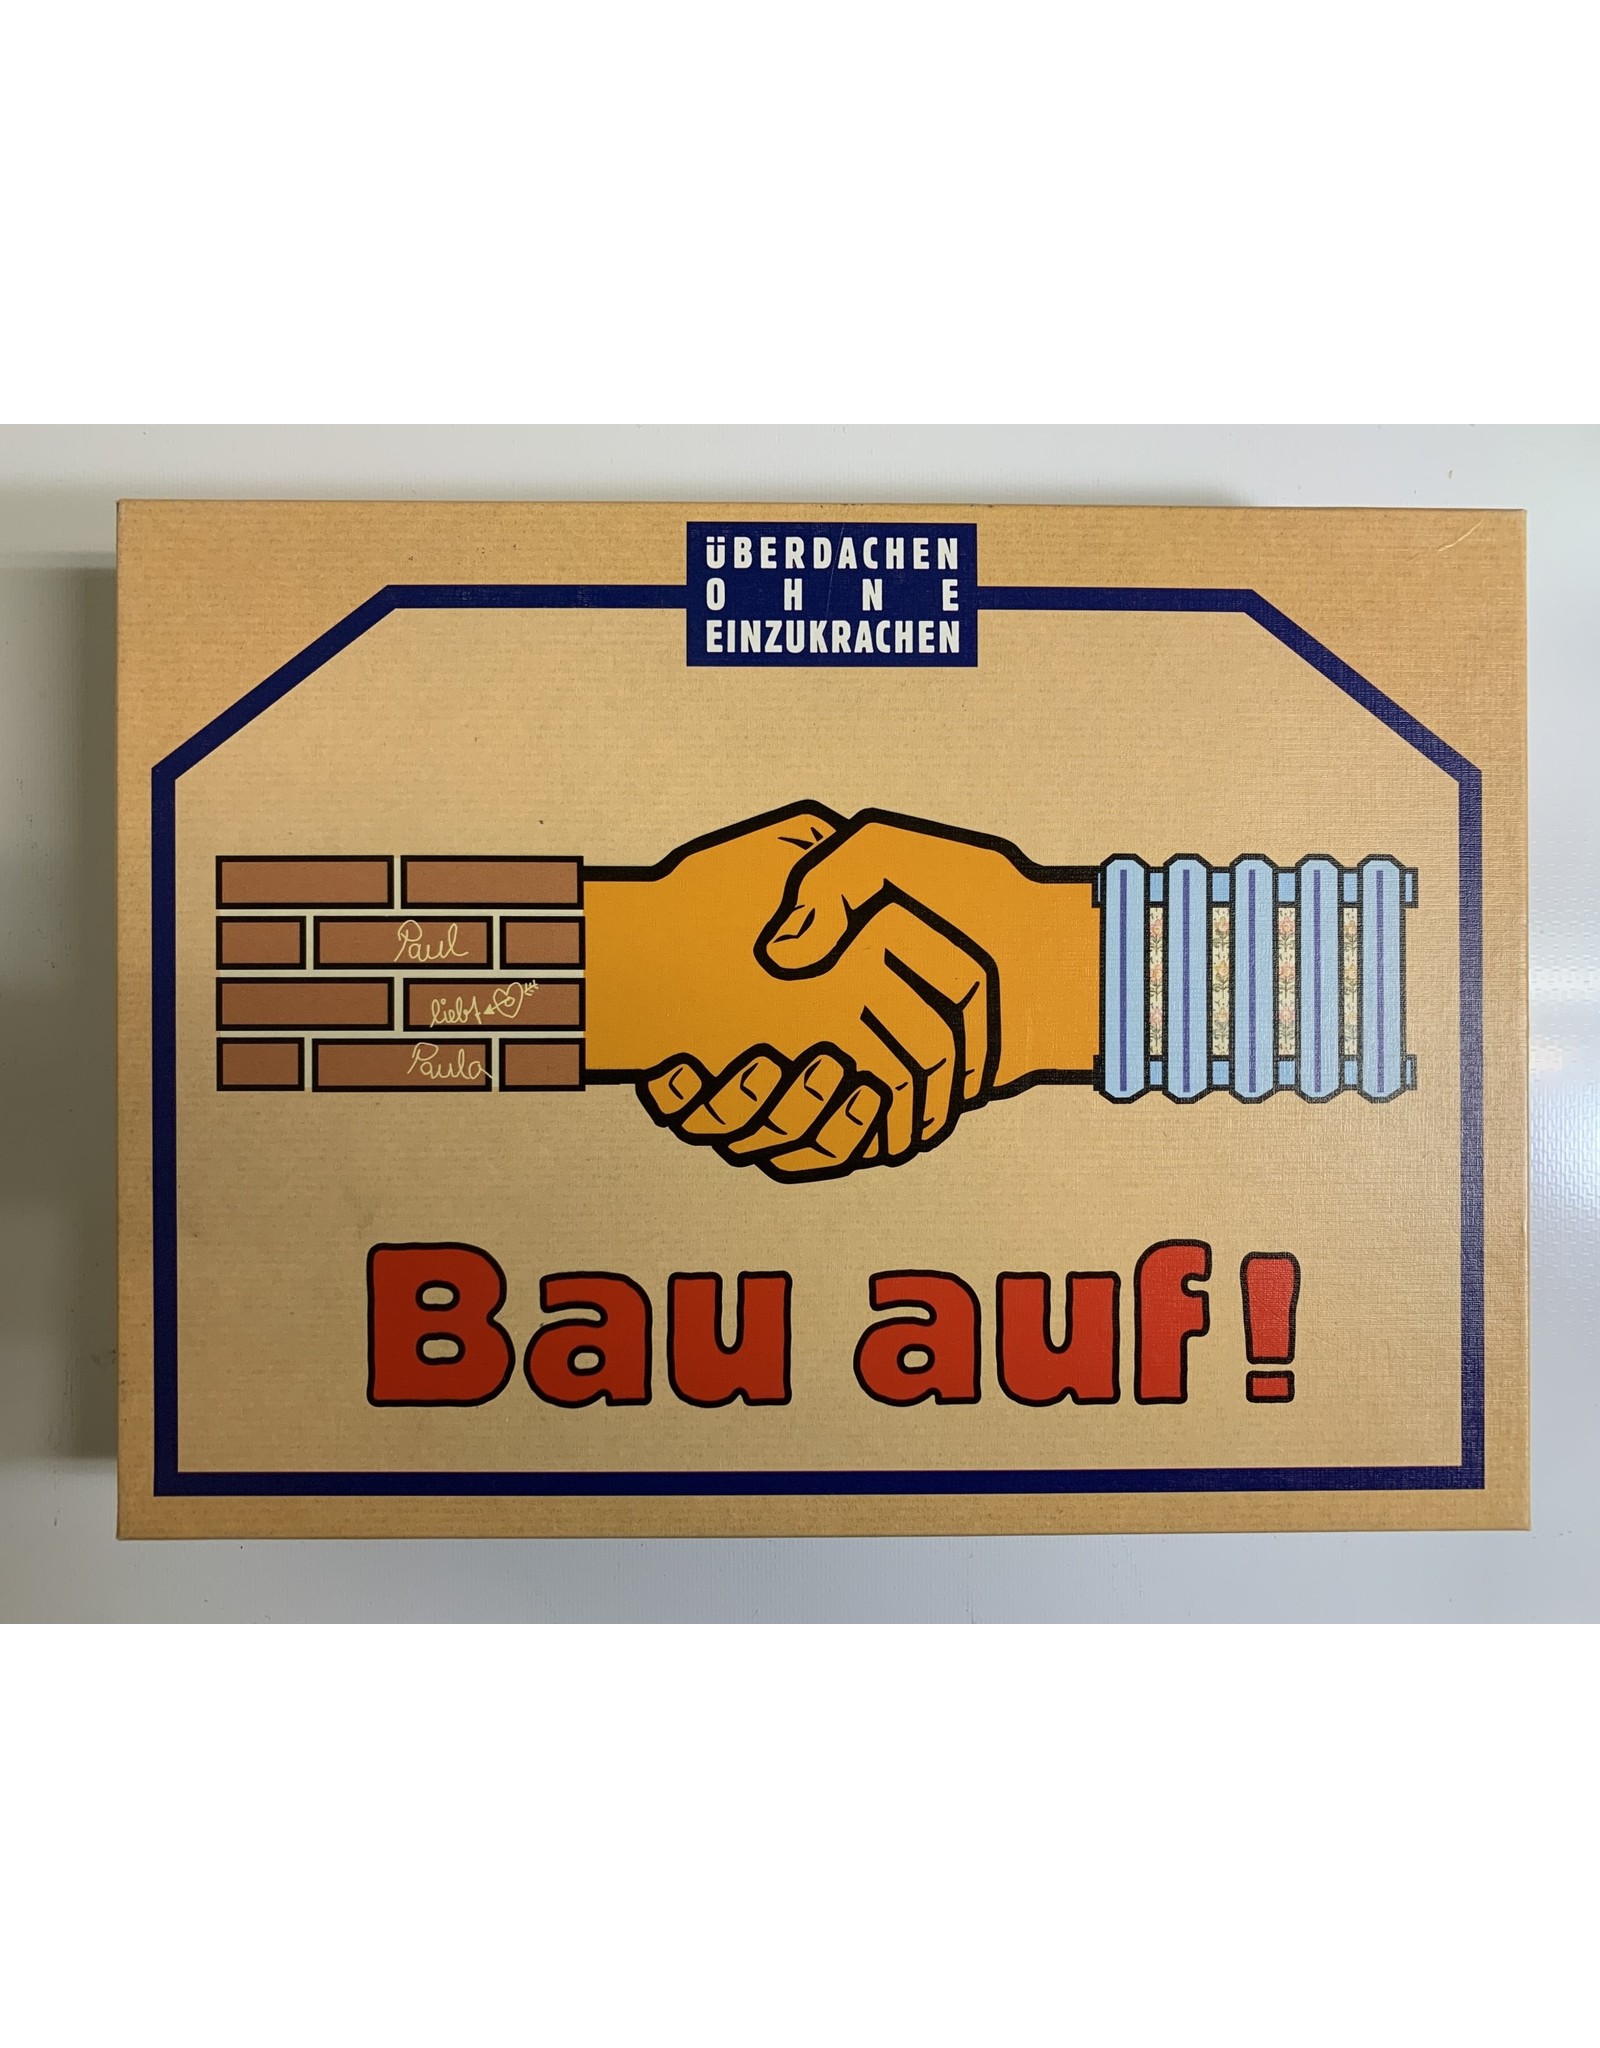 ÜBERDACHEN
OHNE
EINZUKRACHEN
Paul
liebt
Paula
Bau auf!